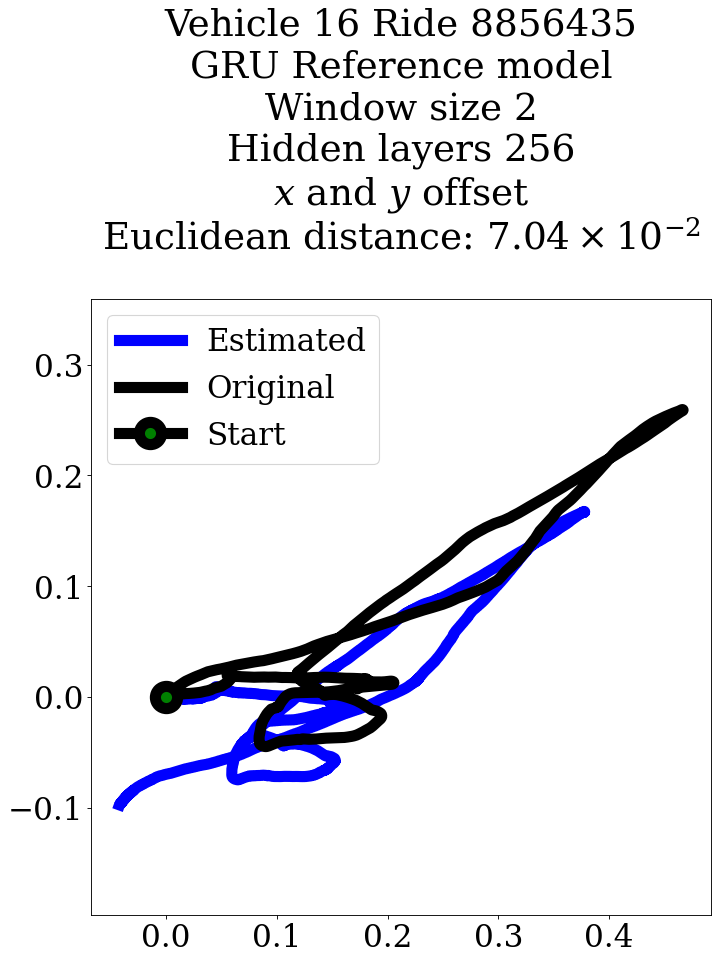 Vehicle 16 Ride 8856435
GRU Reference model
Window size 2
Hidden layers 256
x and y offset
Euclidean distance: 7.04 × 10⁻²
Estimated
Original
Start
0.3
0.2
0.1
0.0
−0.1
0.0 0.1 0.2 0.3 0.4